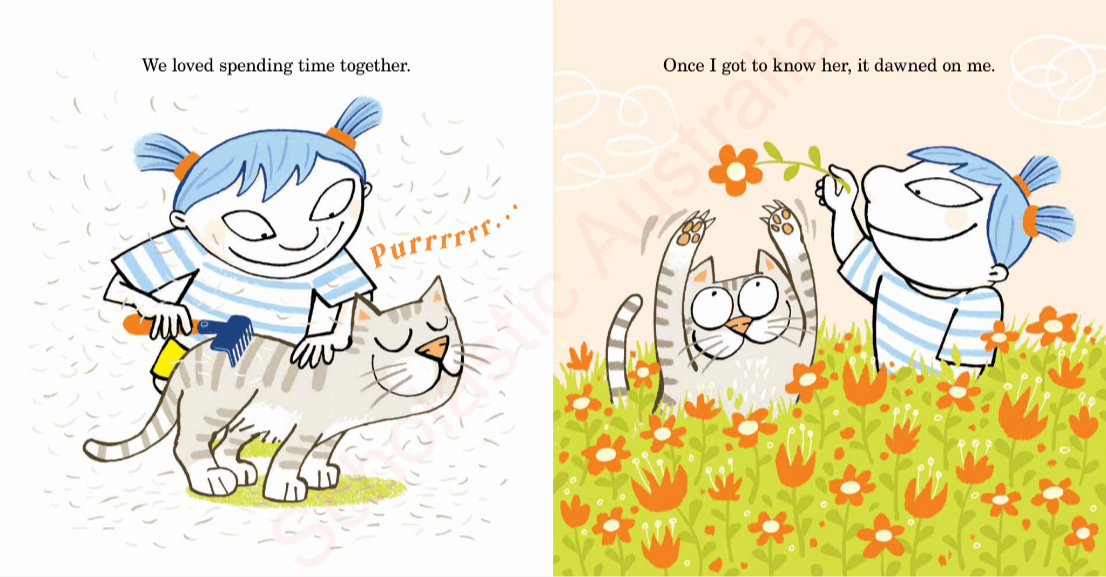 We loved spending time together.
Purrrrrr...
Once I got to know her, it dawned on me.
Scholastic Australia